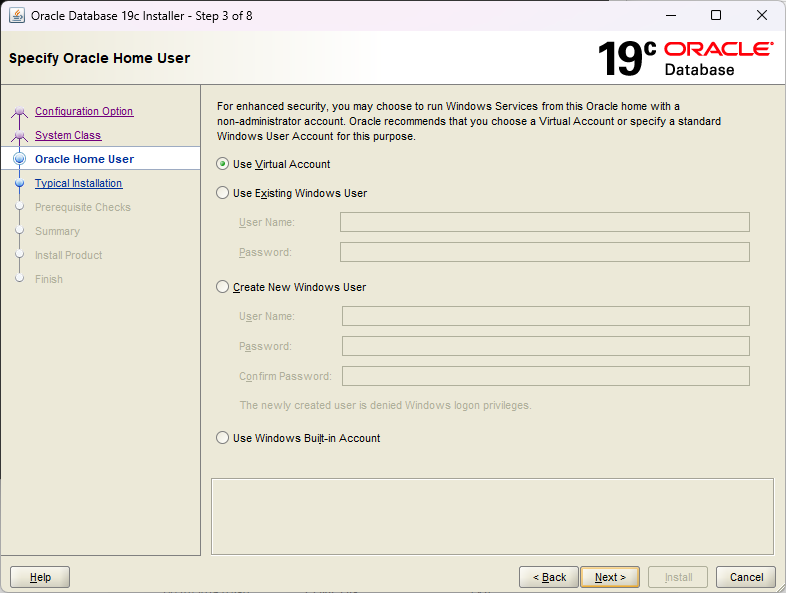 Oracle Database 19c Installer - Step 3 of 8
Specify Oracle Home User
19c ORACLE
Database
Configuration Option
System Class
Oracle Home User
Typical Installation
Prerequisite Checks
Summary
Install Product
Finish
For enhanced security, you may choose to run Windows Services from this Oracle home with a
non-administrator account. Oracle recommends that you choose a Virtual Account or specify a standard
Windows User Account for this purpose.
Use Virtual Account
Use Existing Windows User
User Name:
Password:
Create New Windows User
User Name:
Password:
Confirm Password:
The newly created user is denied Windows logon privileges.
Use Windows Built-in Account
Help
< Back
Next >
Install
Cancel